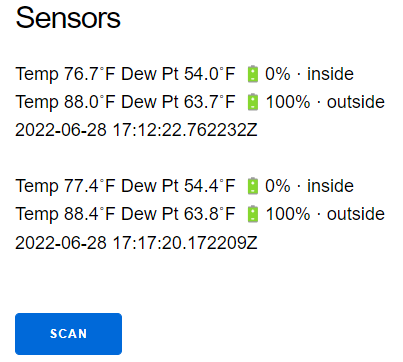 Sensors
Temp 76.7°F Dew Pt 54.0°F 🔋 0% · inside
Temp 88.0°F Dew Pt 63.7°F 🔋 100% · outside
2022-06-28 17:12:22.762232Z
Temp 77.4°F Dew Pt 54.4°F 🔋 0% · inside
Temp 88.4°F Dew Pt 63.8°F 🔋 100% · outside
2022-06-28 17:17:20.172209Z
SCAN